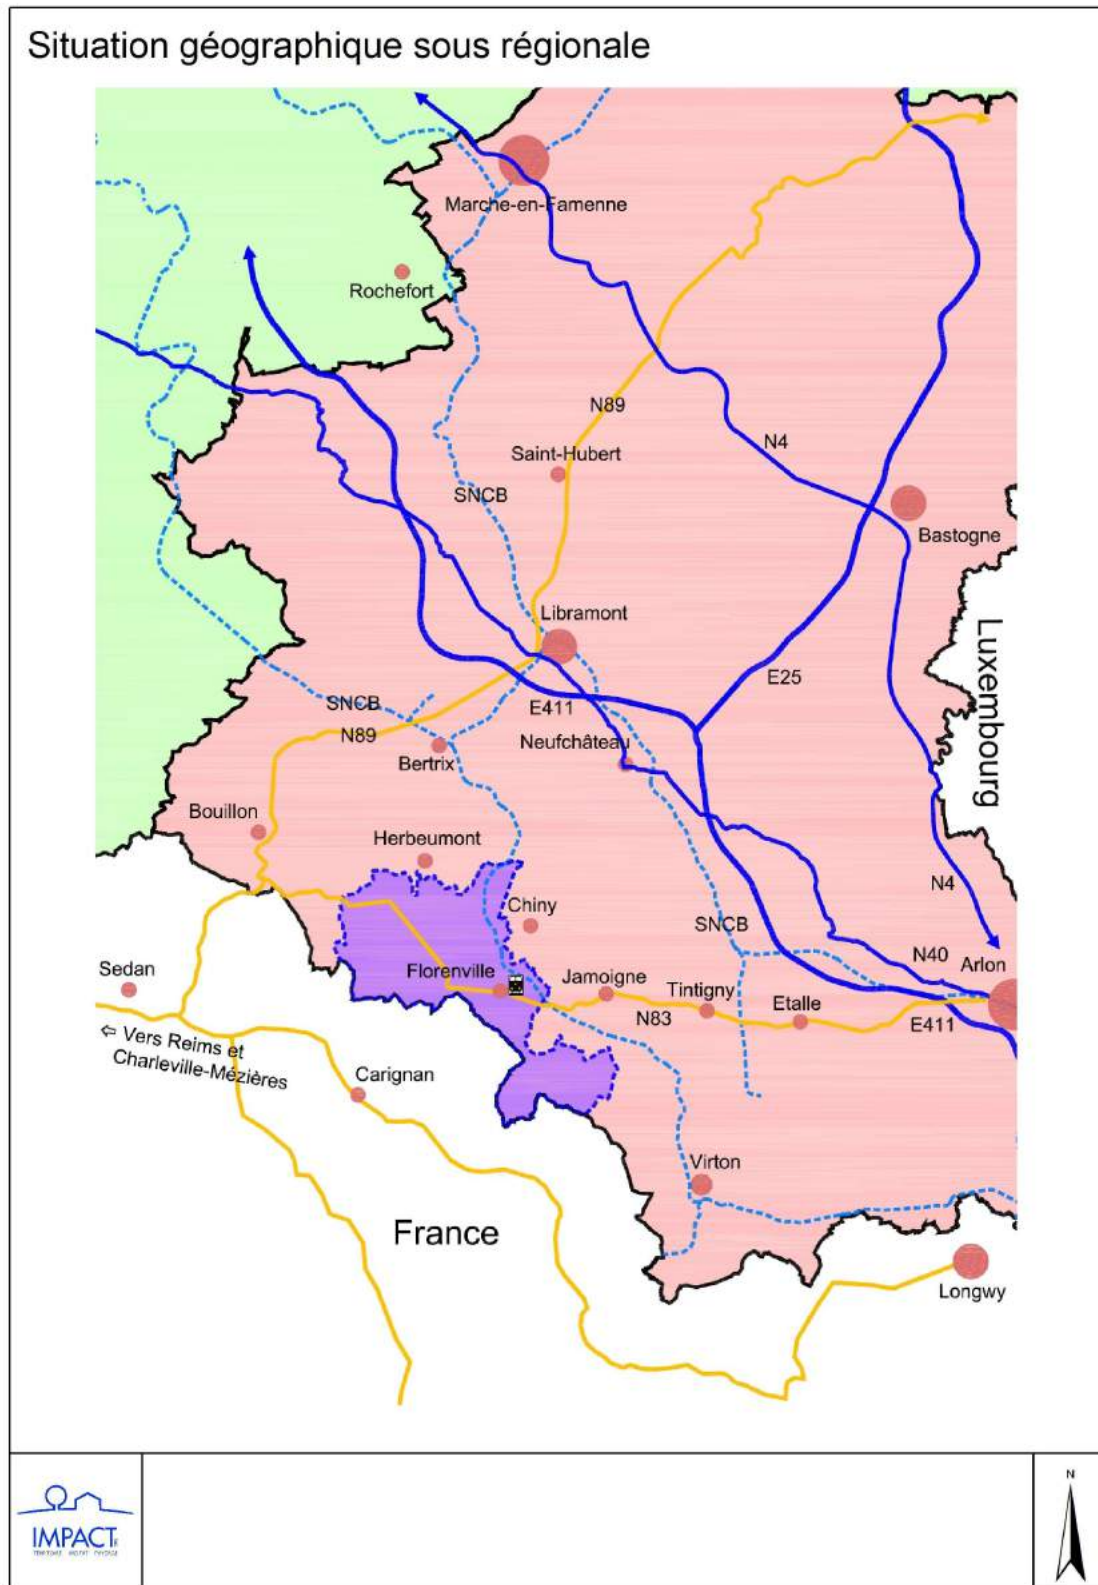 Situation géographique sous régionale
Marche-en-Famenne
Rochefort
N89
N4
Saint-Hubert
SNCB
Bastogne
Libramont
Luxembourg
E25
SNCB
E411
N89
Neufchâteau
Bertrix
Bouillon
Herbeumont
N4
Chiny
SNCB
N40
Arlon
Sedan
Florenville
Jamoigne
Tintigny
Etalle
N83
E411
⇦ Vers Reims et
Charleville-Mézières
Carignan
Virton
France
Longwy
N
IMPACT